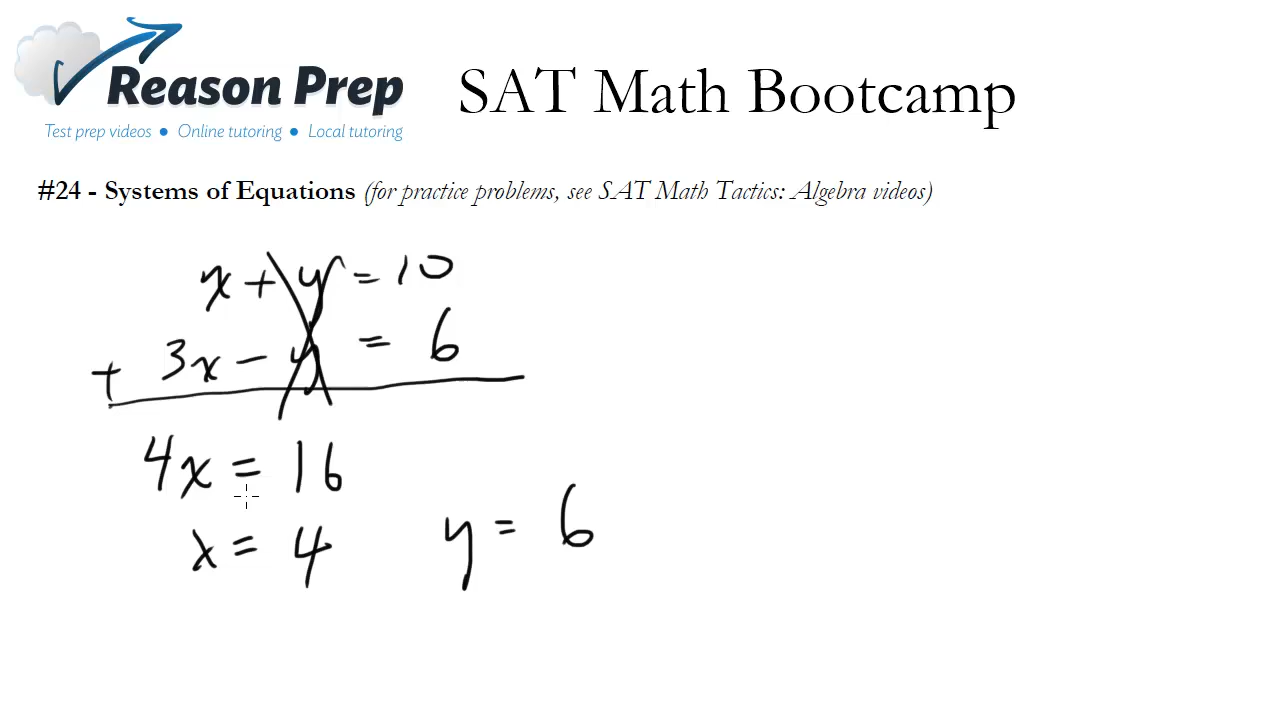 Reason Prep
Test prep videos ● Online tutoring ● Local tutoring
SAT Math Bootcamp
#24 - Systems of Equations (for practice problems, see SAT Math Tactics: Algebra videos)
x + y = 10
+ 3x - y = 6
4x = 16
x = 4 y = 6